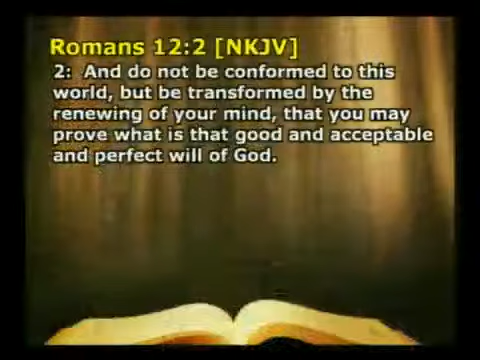 Romans 12:2 [NKJV]
2: And do not be conformed to this
world, but be transformed by the
renewing of your mind, that you may
prove what is that good and acceptable
and perfect will of God.